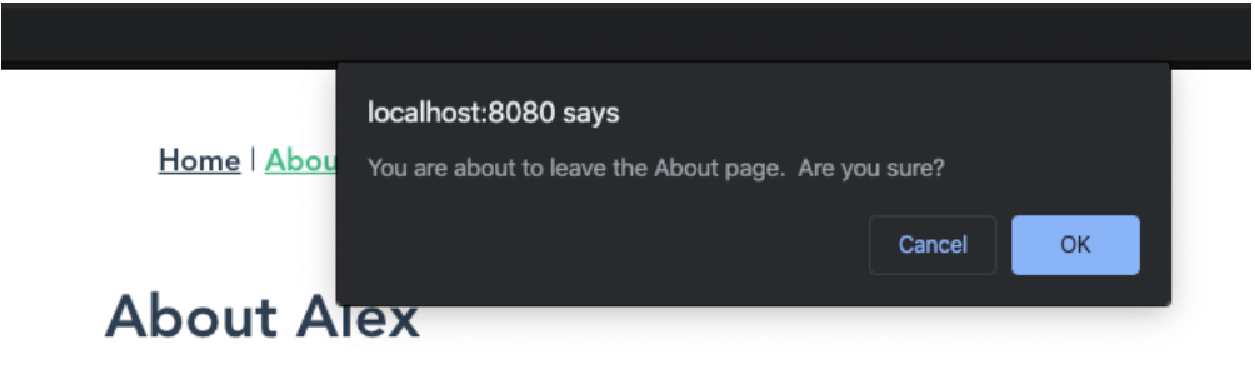 localhost:8080 says
You are about to leave the About page.  Are you sure?
Home | Abou
Cancel OK
About Alex